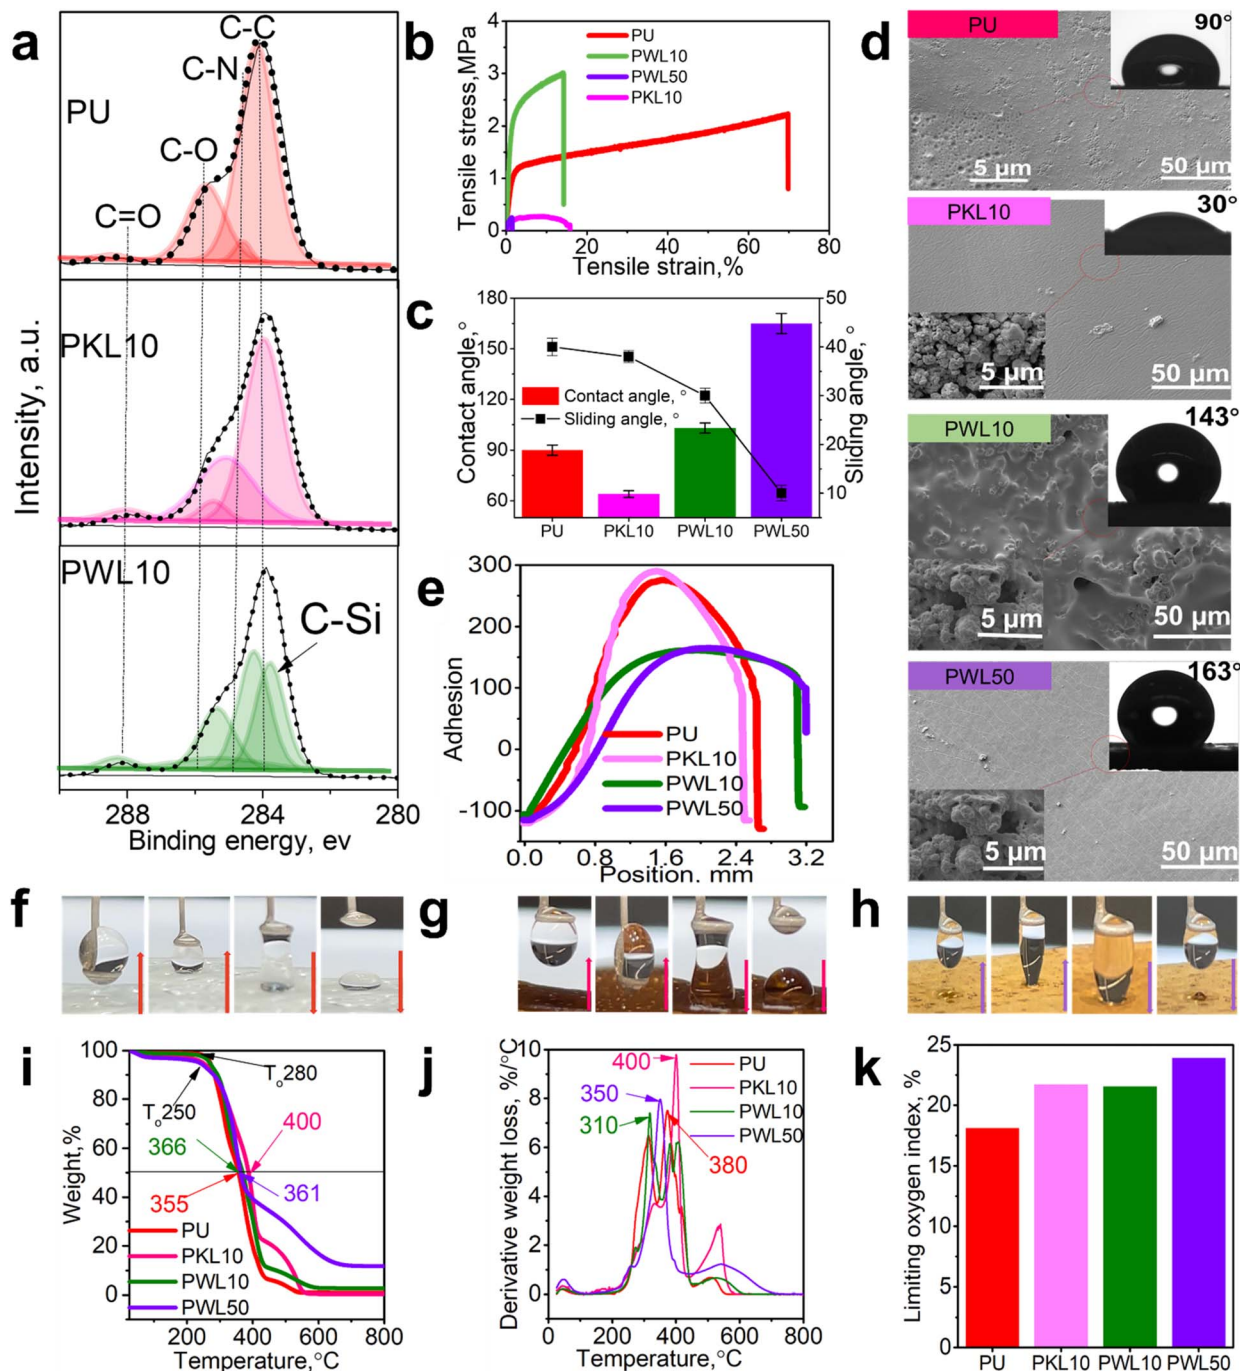 a
PU
C-C
C-N
C-O
C=O
PKL10
PWL10
C-Si
Intensity, a.u.
288
284
280
Binding energy, ev
b
Tensile stress,MPa
4
3
2
1
0
PU
PWL10
PWL50
PKL10
0
20
40
60
80
Tensile strain,%
c
Contact angle,°
180
150
120
90
60
Contact angle, °
Sliding angle, °
50
40
30
20
10
Sliding angle,°
PU
PKL10
PWL10
PWL50
d
PU
90°
5 µm
50 µm
PKL10
30°
5 µm
50 µm
PWL10
143°
5 µm
50 µm
PWL50
163°
5 µm
50 µm
e
Adhesion
300
200
100
0
-100
PU
PKL10
PWL10
PWL50
0.0
0.8
1.6
2.4
3.2
Position, mm
f
g
h
i
Weight,%
100
80
60
40
20
0
To280
To250
366
400
355
361
PU
PKL10
PWL10
PWL50
200
400
600
800
Temperature,°C
j
Derivative weight loss, %/°C
10
8
6
4
2
0
400
350
310
380
PU
PKL10
PWL10
PWL50
0
200
400
600
800
Temperature,°C
k
Limiting oxygen index, %
25
20
15
10
5
0
PU
PKL10
PWL10
PWL50